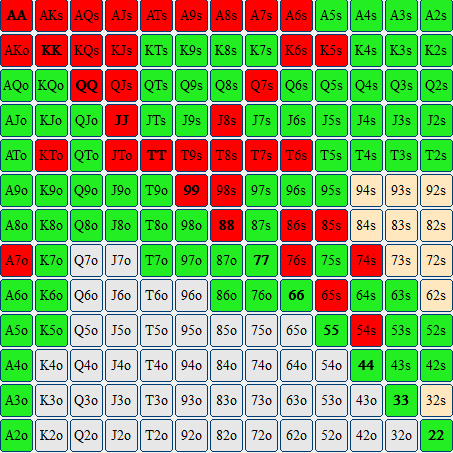 AA AKs AQs AJs ATs A9s A8s A7s A6s A5s A4s A3s A2s
AKo KK KQs KJs KTs K9s K8s K7s K6s K5s K4s K3s K2s
AQo KQo QQ QJs QTs Q9s Q8s Q7s Q6s Q5s Q4s Q3s Q2s
AJo KJo QJo JJ JTs J9s J8s J7s J6s J5s J4s J3s J2s
ATo KTo QTo JTo TT T9s T8s T7s T6s T5s T4s T3s T2s
A9o K9o Q9o J9o T9o 99 98s 97s 96s 95s 94s 93s 92s
A8o K8o Q8o J8o T8o 98o 88 87s 86s 85s 84s 83s 82s
A7o K7o Q7o J7o T7o 97o 87o 77 76s 75s 74s 73s 72s
A6o K6o Q6o J6o T6o 96o 86o 76o 66 65s 64s 63s 62s
A5o K5o Q5o J5o T5o 95o 85o 75o 65o 55 54s 53s 52s
A4o K4o Q4o J4o T4o 94o 84o 74o 64o 54o 44 43s 42s
A3o K3o Q3o J3o T3o 93o 83o 73o 63o 53o 43o 33 32s
A2o K2o Q2o J2o T2o 92o 82o 72o 62o 52o 42o 32o 22